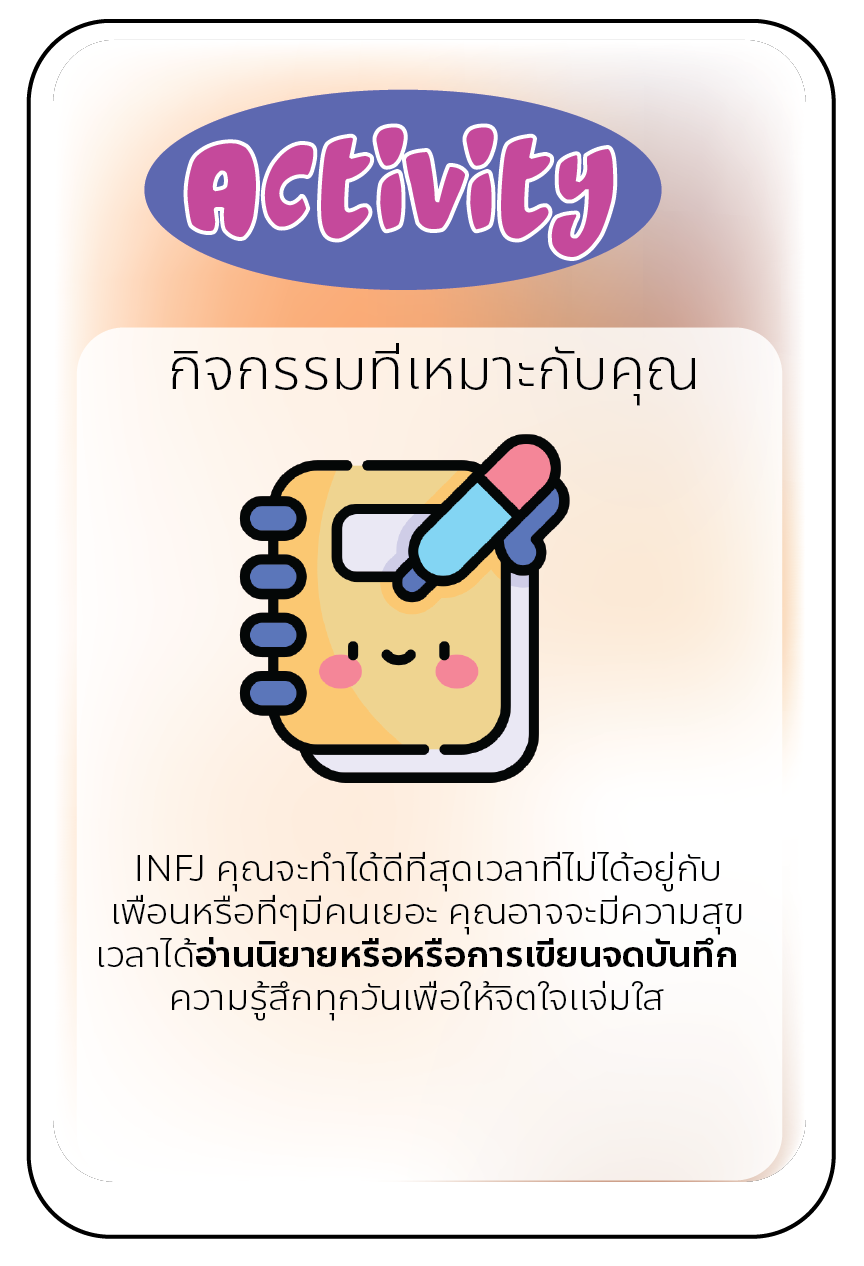 Activity
กิจกรรมที่เหมาะกับคุณ
INFJ คุณจะทำได้ดีที่สุดเวลาที่ไม่ได้อยู่กับ
เพื่อนหรือที่ๆมีคนเยอะ คุณอาจจะมีความสุข
เวลาได้อ่านนิยายหรือหรือการเขียนจดบันทึก
ความรู้สึกทุกวันเพื่อให้จิตใจแจ่มใส